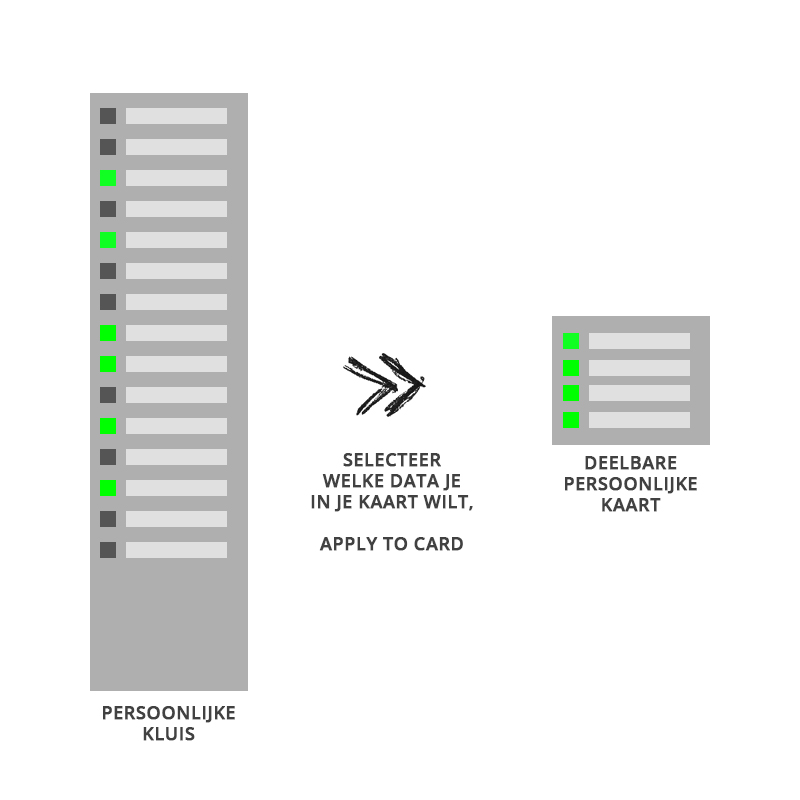 SELECTEER
WELKE DATA JE
IN JE KAART WILT,
APPLY TO CARD
DEELBARE
PERSOONLIJKE
KAART
PERSOONLIJKE
KLUIS